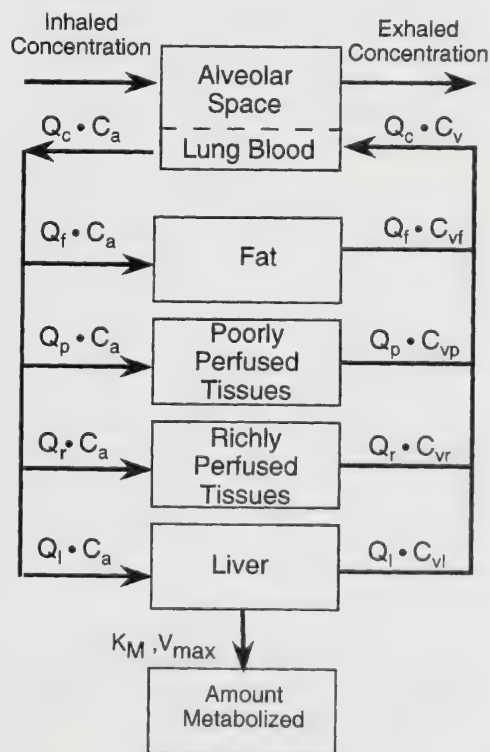 Inhaled
Concentration
Exhaled
Concentration
Alveolar
Space
Lung Blood
Q_c • C_a
Q_c • C_v
Q_f • C_a
Fat
Q_f • C_vf
Q_p • C_a
Poorly
Perfused
Tissues
Q_p • C_vp
Q_r • C_a
Richly
Perfused
Tissues
Q_r • C_vr
Q_l • C_a
Liver
Q_l • C_vl
K_M ,V_max
Amount
Metabolized